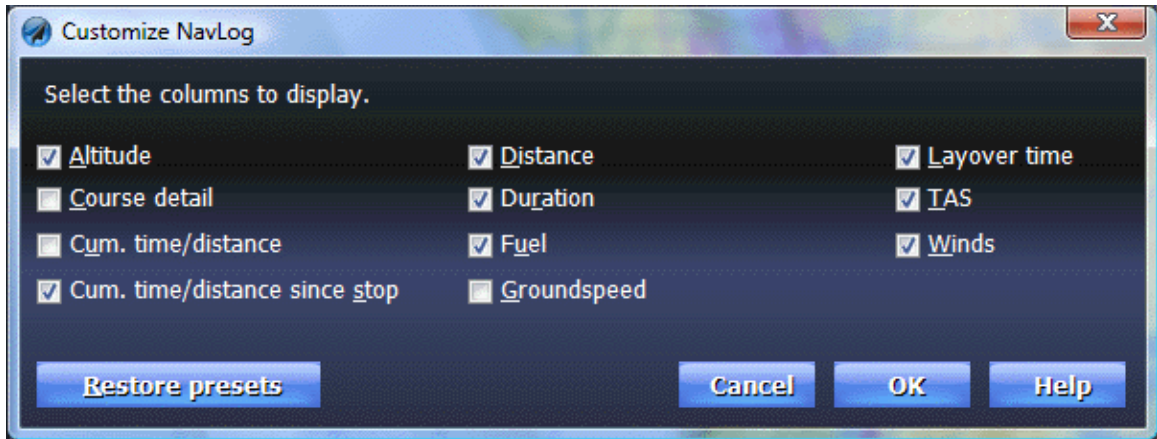 Customize NavLog
Select the columns to display.
Altitude Distance Layover time
Course detail Duration TAS
Cum. time/distance Fuel Winds
Cum. time/distance since stop Groundspeed
Restore presets Cancel OK Help